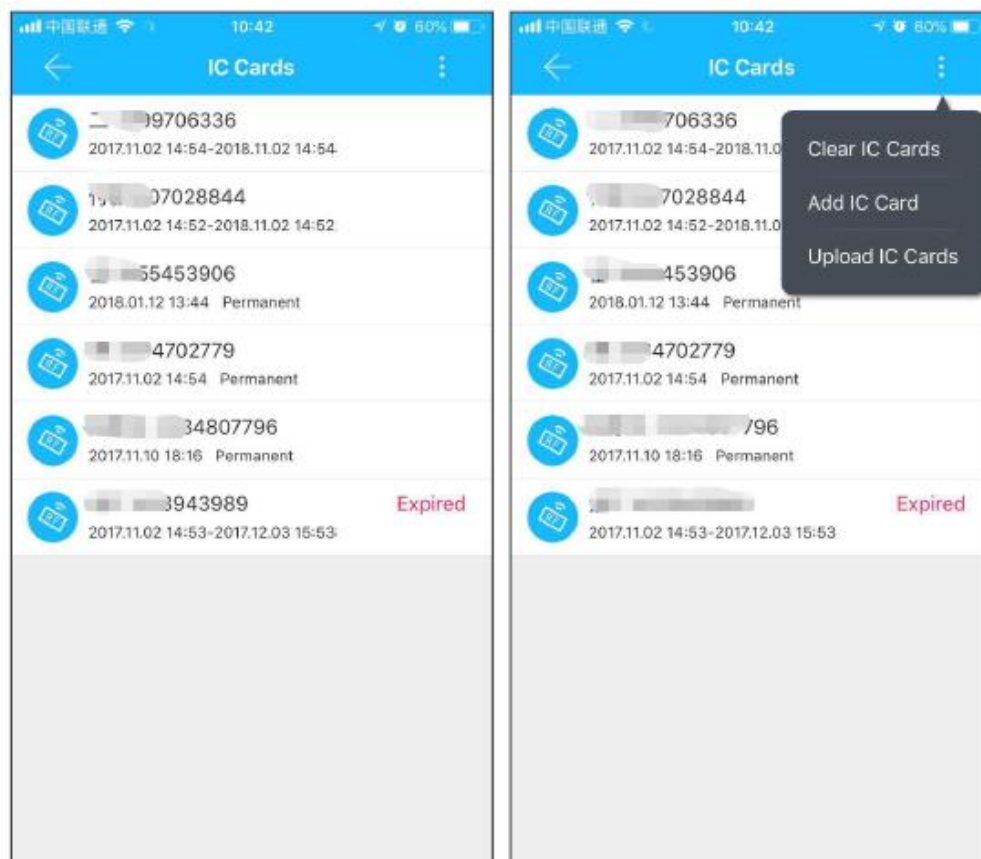 中国联通 10:42 60%
IC Cards
09706336
2017.11.02 14:54-2018.11.02 14:54
07028844
2017.11.02 14:52-2018.11.02 14:52
55453906
2018.01.12 13:44 Permanent
4702779
2017.11.02 14:54 Permanent
34807796
2017.11.10 18:16 Permanent
3943989 Expired
2017.11.02 14:53-2017.12.03 15:53
中国联通 10:42 60%
IC Cards
706336
2017.11.02 14:54-2018.11.0
7028844
2017.11.02 14:52-2018.11.0
453906
2018.01.12 13:44 Permanent
4702779
2017.11.02 14:54 Permanent
796
2017.11.10 18:16 Permanent
Expired
2017.11.02 14:53-2017.12.03 15:53
Clear IC Cards
Add IC Card
Upload IC Cards